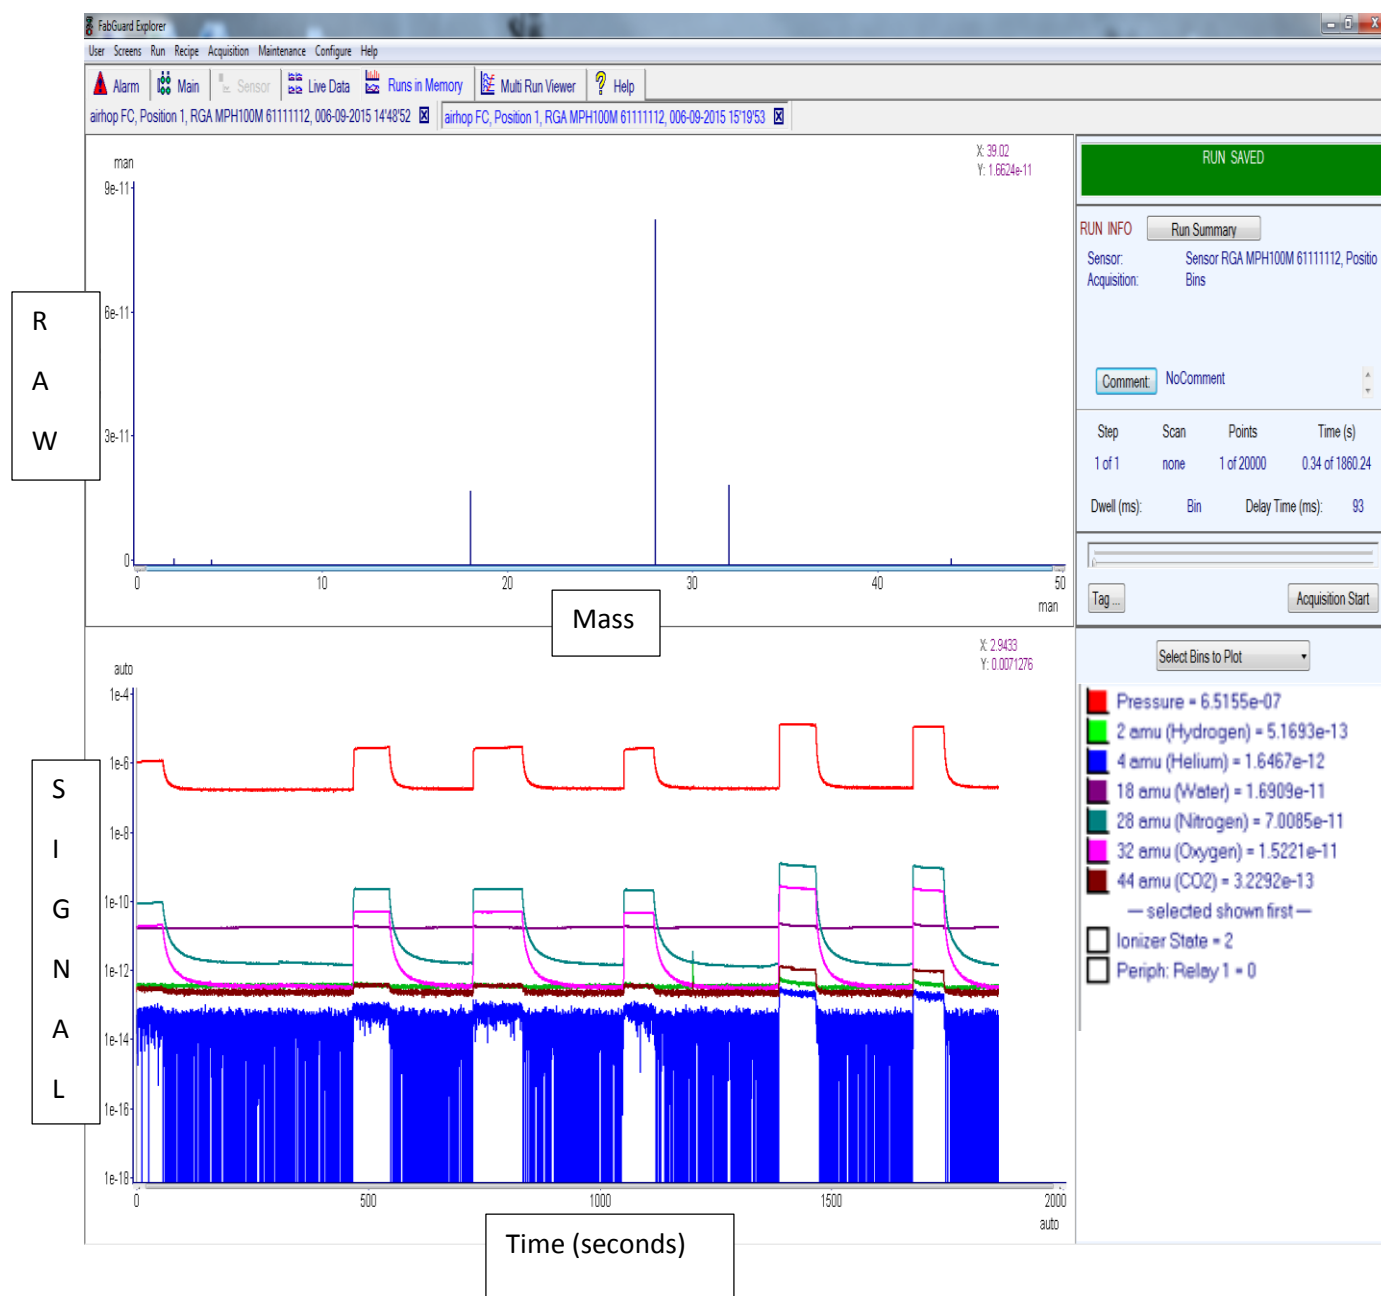 FabGuard Explorer
User Screens Run Recipe Acquisition Maintenance Configure Help
Alarm Main Sensor Live Data Runs in Memory Multi Run Viewer Help
airhop FC, Position 1, RGA MPH100M 61111112, 006-09-2015 14'48'52
airhop FC, Position 1, RGA MPH100M 61111112, 006-09-2015 15'19'53
man
X: 39.02
Y: 1.6624e-11
9e-11
6e-11
3e-11
0
R
A
W
0 10 20 30 40 50
man
Mass
RUN SAVED
RUN INFO Run Summary
Sensor: Sensor RGA MPH100M 61111112, Positio
Acquisition: Bins
Comment: NoComment
Step Scan Points Time (s)
1 of 1 none 1 of 20000 0.34 of 1860.24
Dwell (ms): Bin Delay Time (ms): 93
Tag ... Acquisition Start
auto
X: 2.9433
Y: 0.0071276
1e-4
1e-6
1e-8
1e-10
1e-12
1e-14
1e-16
1e-18
S
I
G
N
A
L
0 500 1000 1500 2000
auto
Time (seconds)
Select Bins to Plot
Pressure = 6.5155e-07
2 amu (Hydrogen) = 5.1693e-13
4 amu (Helium) = 1.6467e-12
18 amu (Water) = 1.6909e-11
28 amu (Nitrogen) = 7.0085e-11
32 amu (Oxygen) = 1.5221e-11
44 amu (CO2) = 3.2292e-13
— selected shown first —
Ionizer State = 2
Periph: Relay 1 = 0